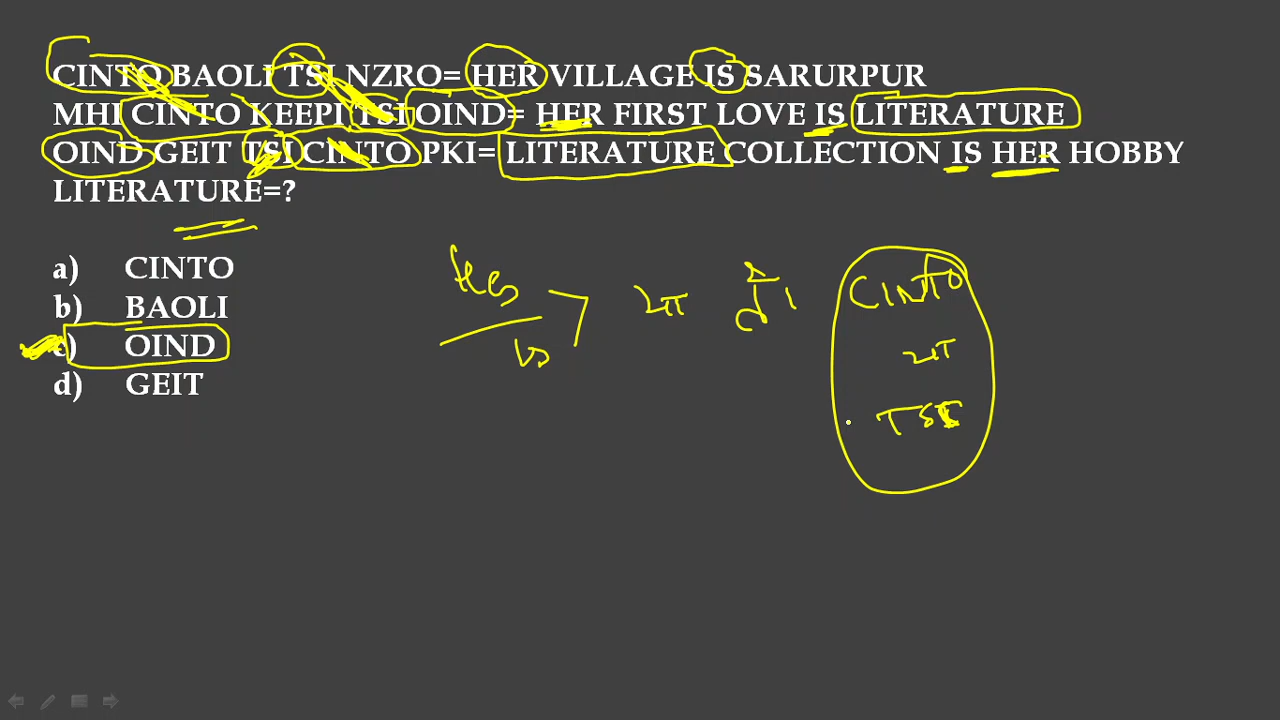 CINTO BAOLI TSI NZRO= HER VILLAGE IS SARURPUR
MHI CINTO KEEPI TSI OIND= HER FIRST LOVE IS LITERATURE
OIND GEIT TSI CINTO PKI= LITERATURE COLLECTION IS HER HOBBY
LITERATURE=?
a) CINTO
b) BAOLI
c) OIND
d) GEIT
CINTO
या
TSI